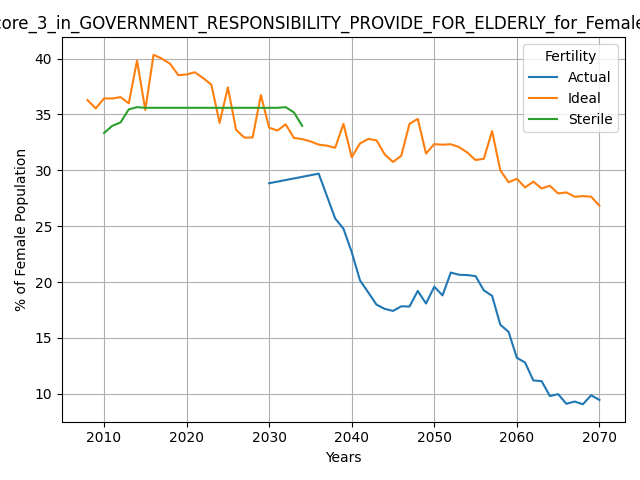 core_3_in_GOVERNMENT_RESPONSIBILITY_PROVIDE_FOR_ELDERLY_for_Female
Fertility
Actual
Ideal
Sterile
% of Female Population
40
35
30
25
20
15
10
2010 2020 2030 2040 2050 2060 2070
Years